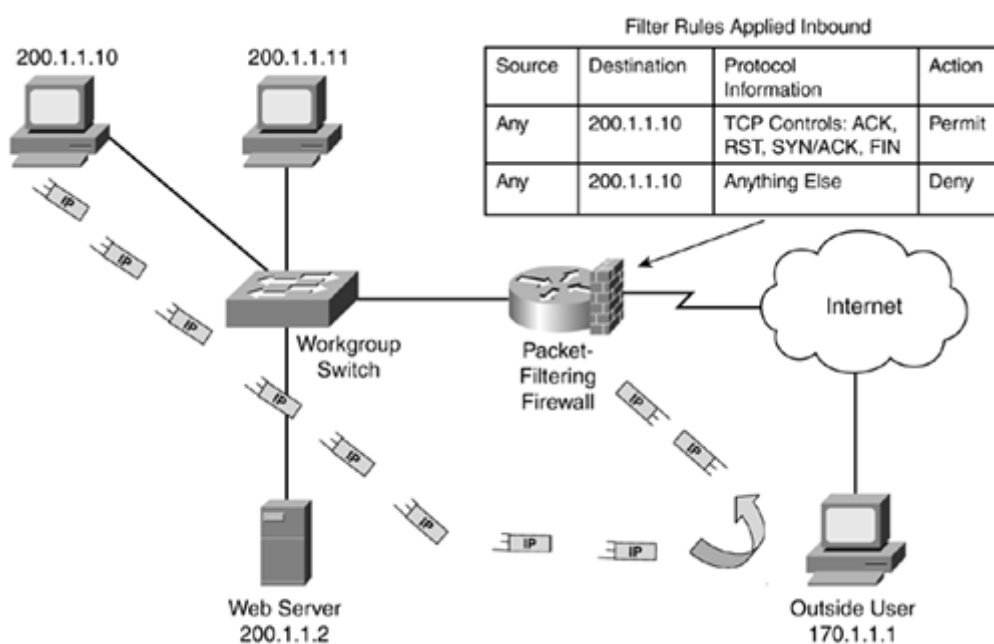 200.1.1.10
200.1.1.11
Filter Rules Applied Inbound
Source Destination Protocol Action
Information
Any 200.1.1.10 TCP Controls: ACK, Permit
RST, SYN/ACK, FIN
Any 200.1.1.10 Anything Else Deny
IP
IP
IP
IP
IP
IP
IP
IP
IP
IP
Workgroup
Switch
Packet-
Filtering
Firewall
Internet
Web Server
200.1.1.2
Outside User
170.1.1.1